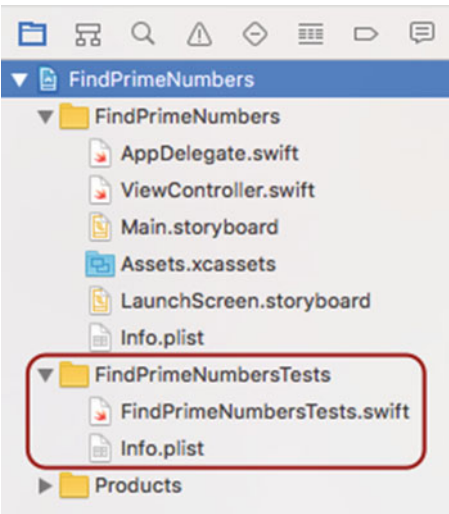 FindPrimeNumbers
FindPrimeNumbers
AppDelegate.swift
ViewController.swift
Main.storyboard
Assets.xcassets
LaunchScreen.storyboard
Info.plist
FindPrimeNumbersTests
FindPrimeNumbersTests.swift
Info.plist
Products